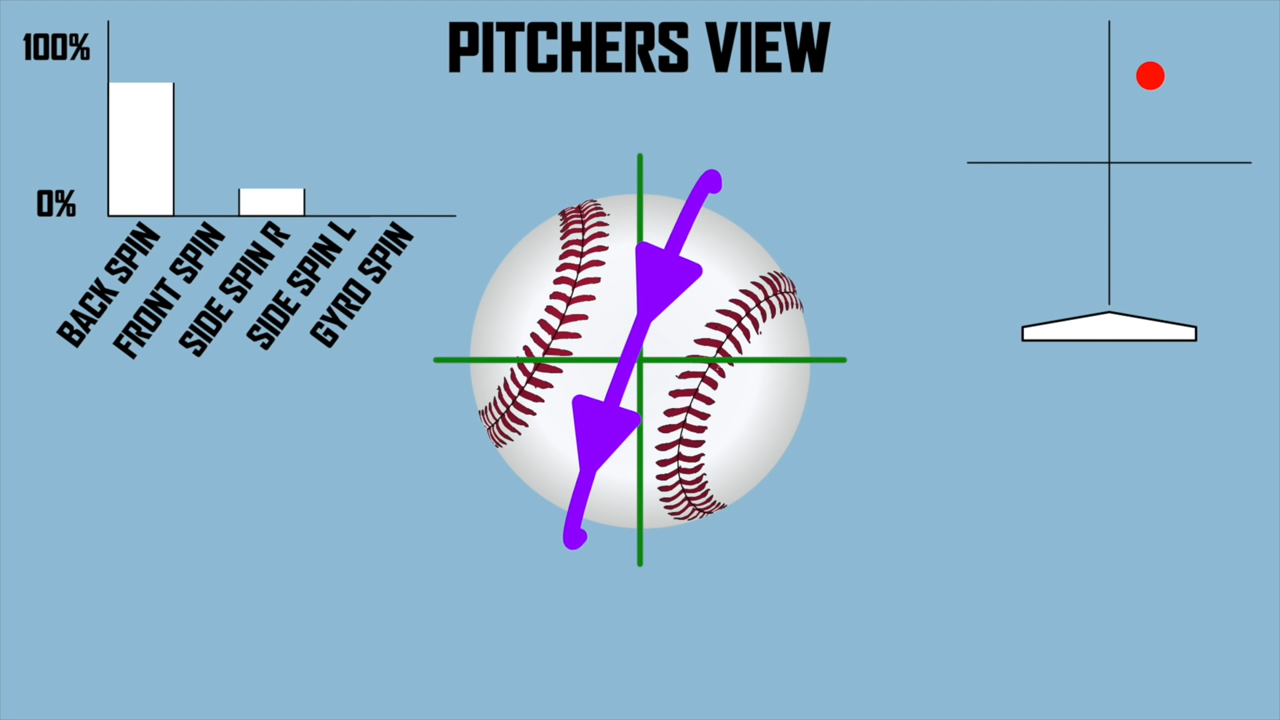 PITCHERS VIEW
100%
0%
BACK SPIN
FRONT SPIN
SIDE SPIN R
SIDE SPIN L
GYRO SPIN